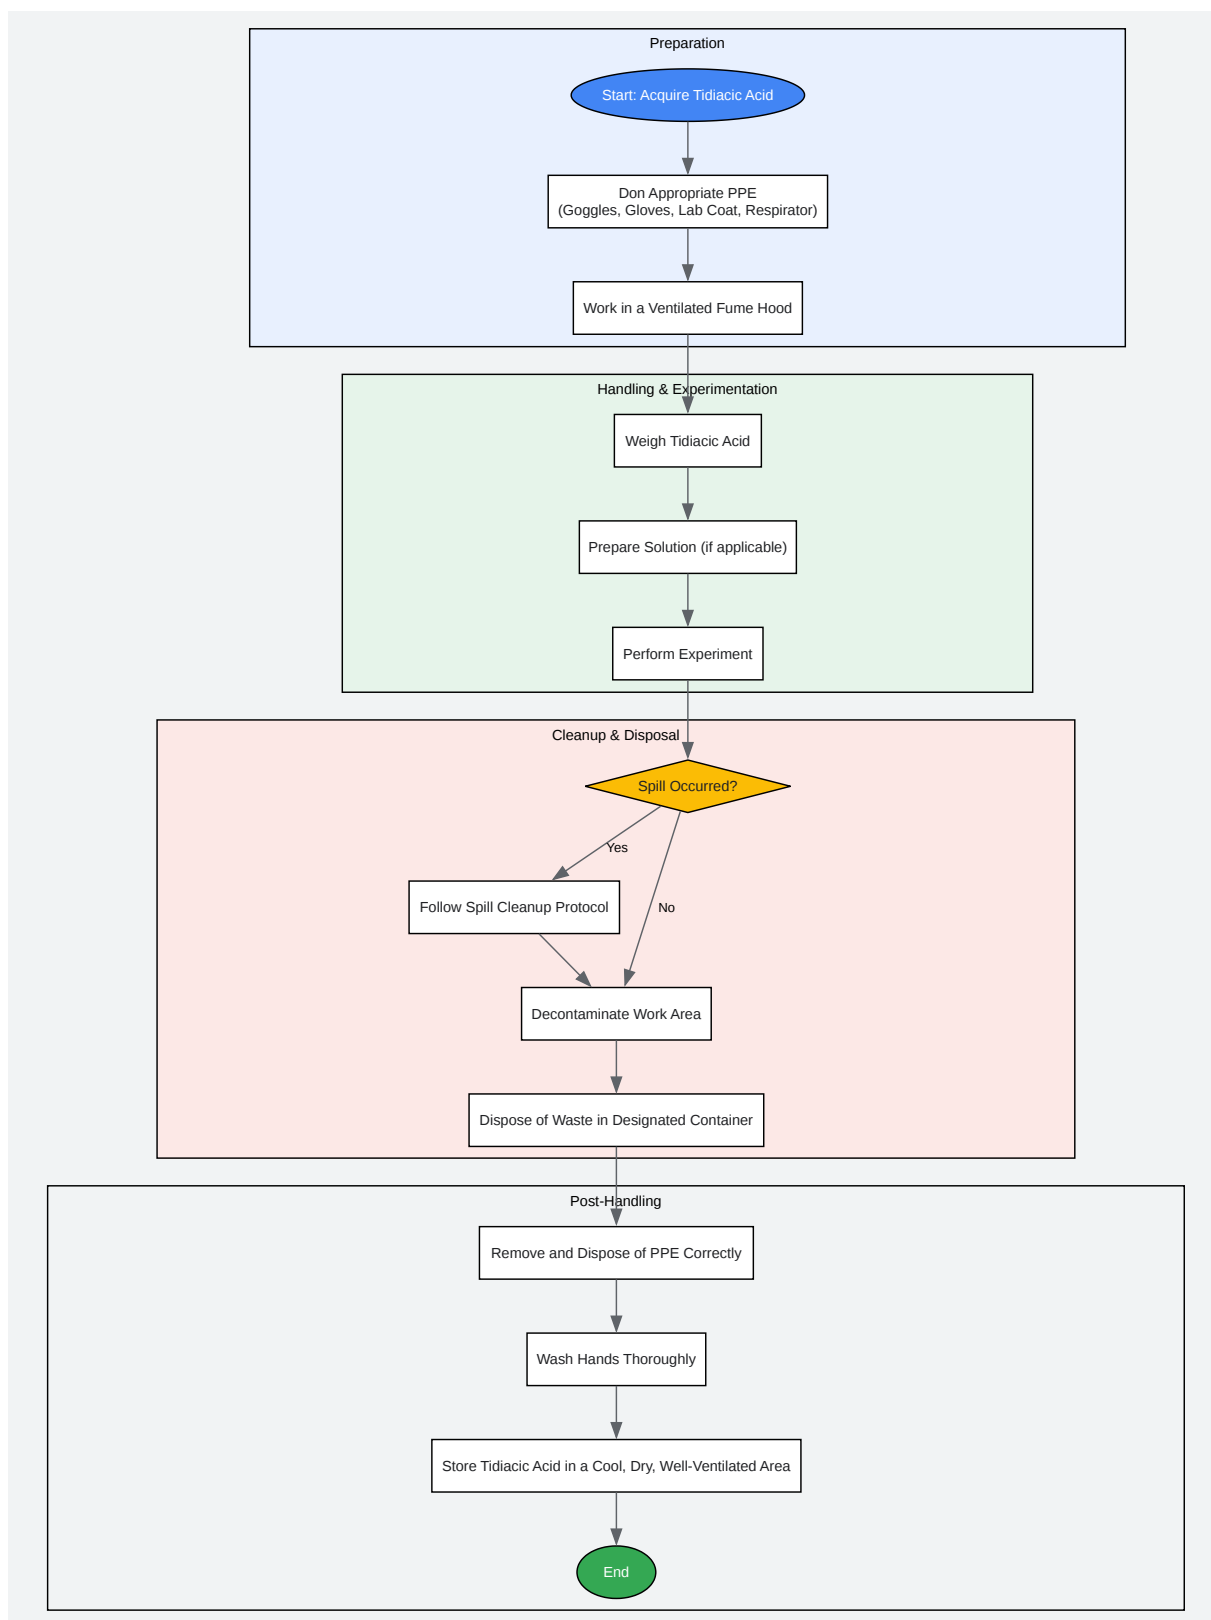 Preparation
Start: Acquire Tidiacic Acid
Don Appropriate PPE
(Goggles, Gloves, Lab Coat, Respirator)
Work in a Ventilated Fume Hood
Handling & Experimentation
Weigh Tidiacic Acid
Prepare Solution (if applicable)
Perform Experiment
Cleanup & Disposal
Spill Occurred?
Yes
Follow Spill Cleanup Protocol
No
Decontaminate Work Area
Dispose of Waste in Designated Container
Post-Handling
Remove and Dispose of PPE Correctly
Wash Hands Thoroughly
Store Tidiacic Acid in a Cool, Dry, Well-Ventilated Area
End